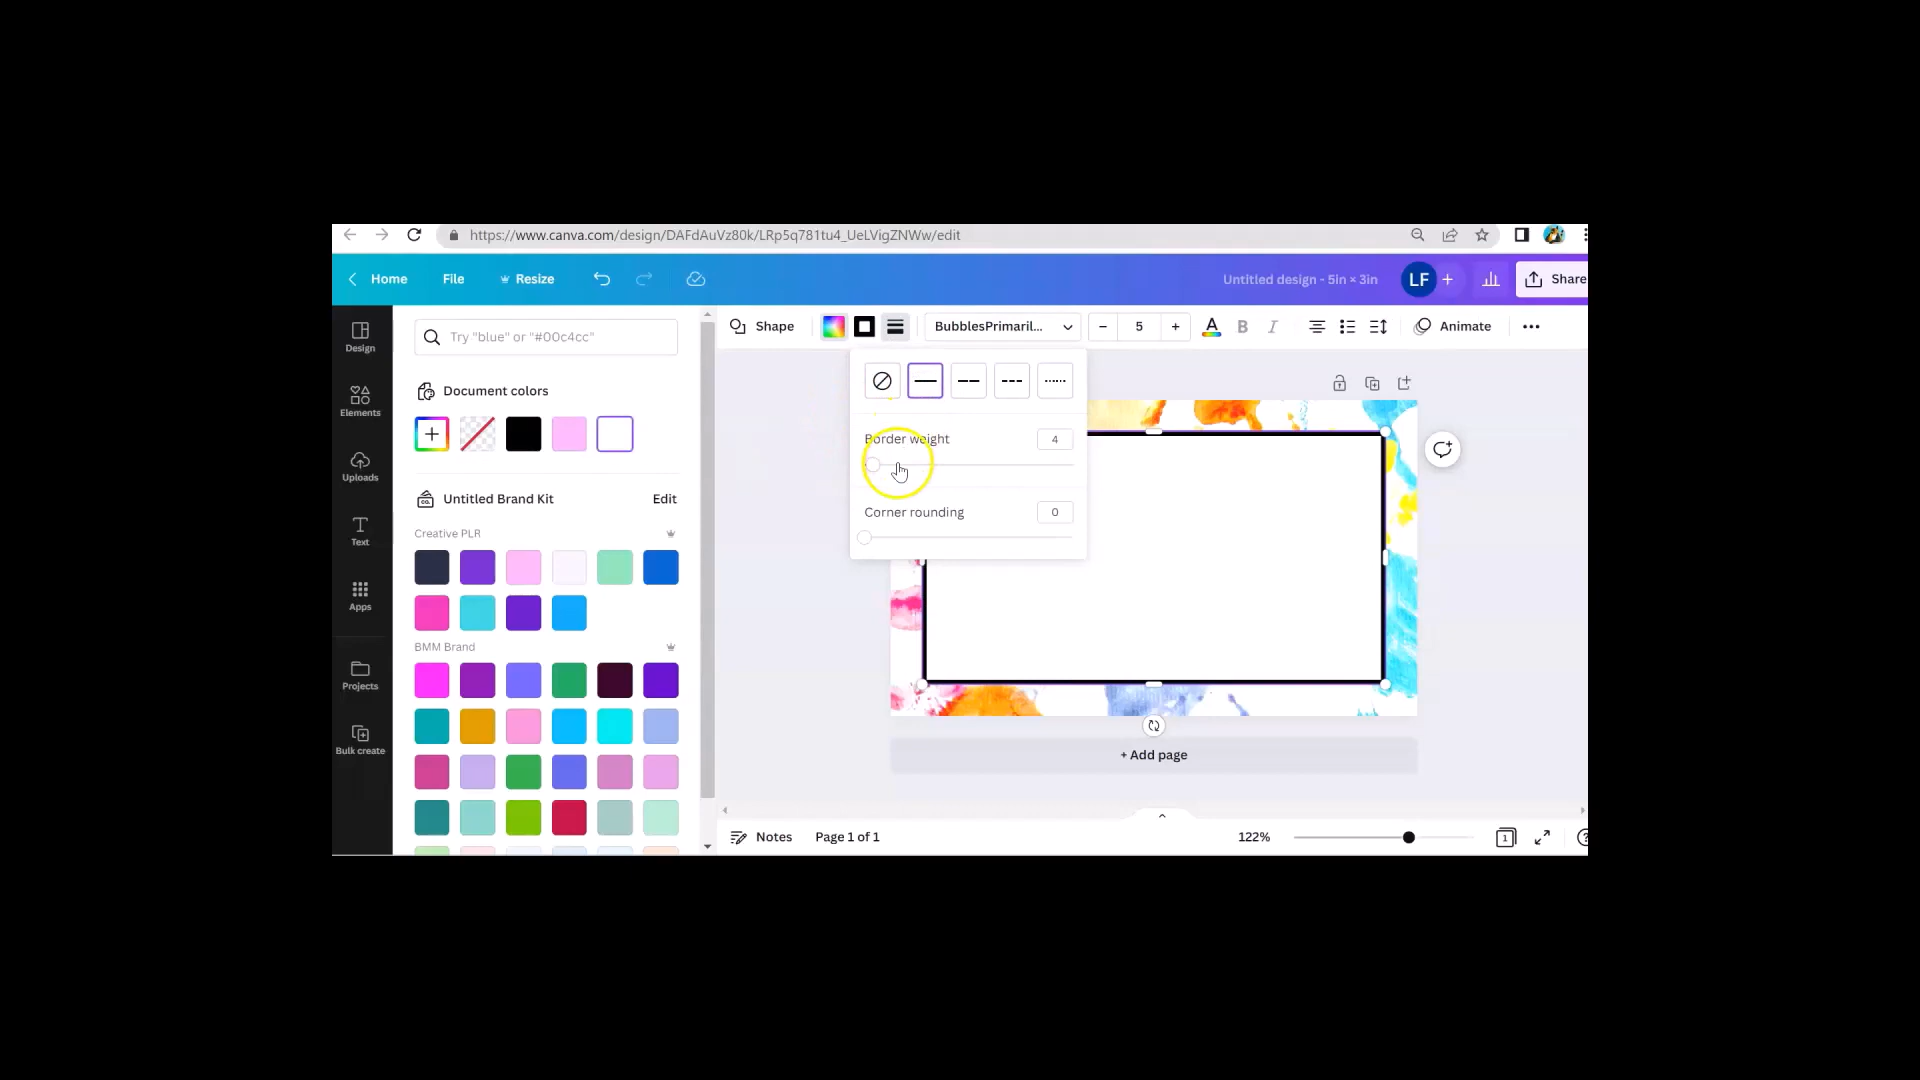 https://www.canva.com/design/DAFdAuVz80k/LRp5q781tu4_UeLVigZNWw/edit
Home File Resize Untitled design - 5in × 3in LF + Share
Design
Elements
Uploads
Text
Apps
Projects
Bulk create
Try "blue" or "#00c4cc"
Document colors
Untitled Brand Kit Edit
Creative PLR
BMM Brand
Shape BubblesPrimaril... – 5 + A B I Animate
Border weight 4
Corner rounding 0
+ Add page
Notes Page 1 of 1 122% 1